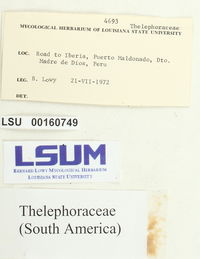 4693 Thelephoraceae
MYCOLOGICAL HERBARIUM OF LOUISIANA STATE UNIVERSITY
LOC. Road to Iberia, Puerto Maldonado, Dto.
Madre de Dios, Peru
LEG. B. Lowy 21-VII-1972
DET.
LSU 00160749
LSUM
BERNARD LOWY MYCOLOGICAL HERBARIUM
LOUISIANA STATE UNIVERSITY
Thelephoraceae
(South America)